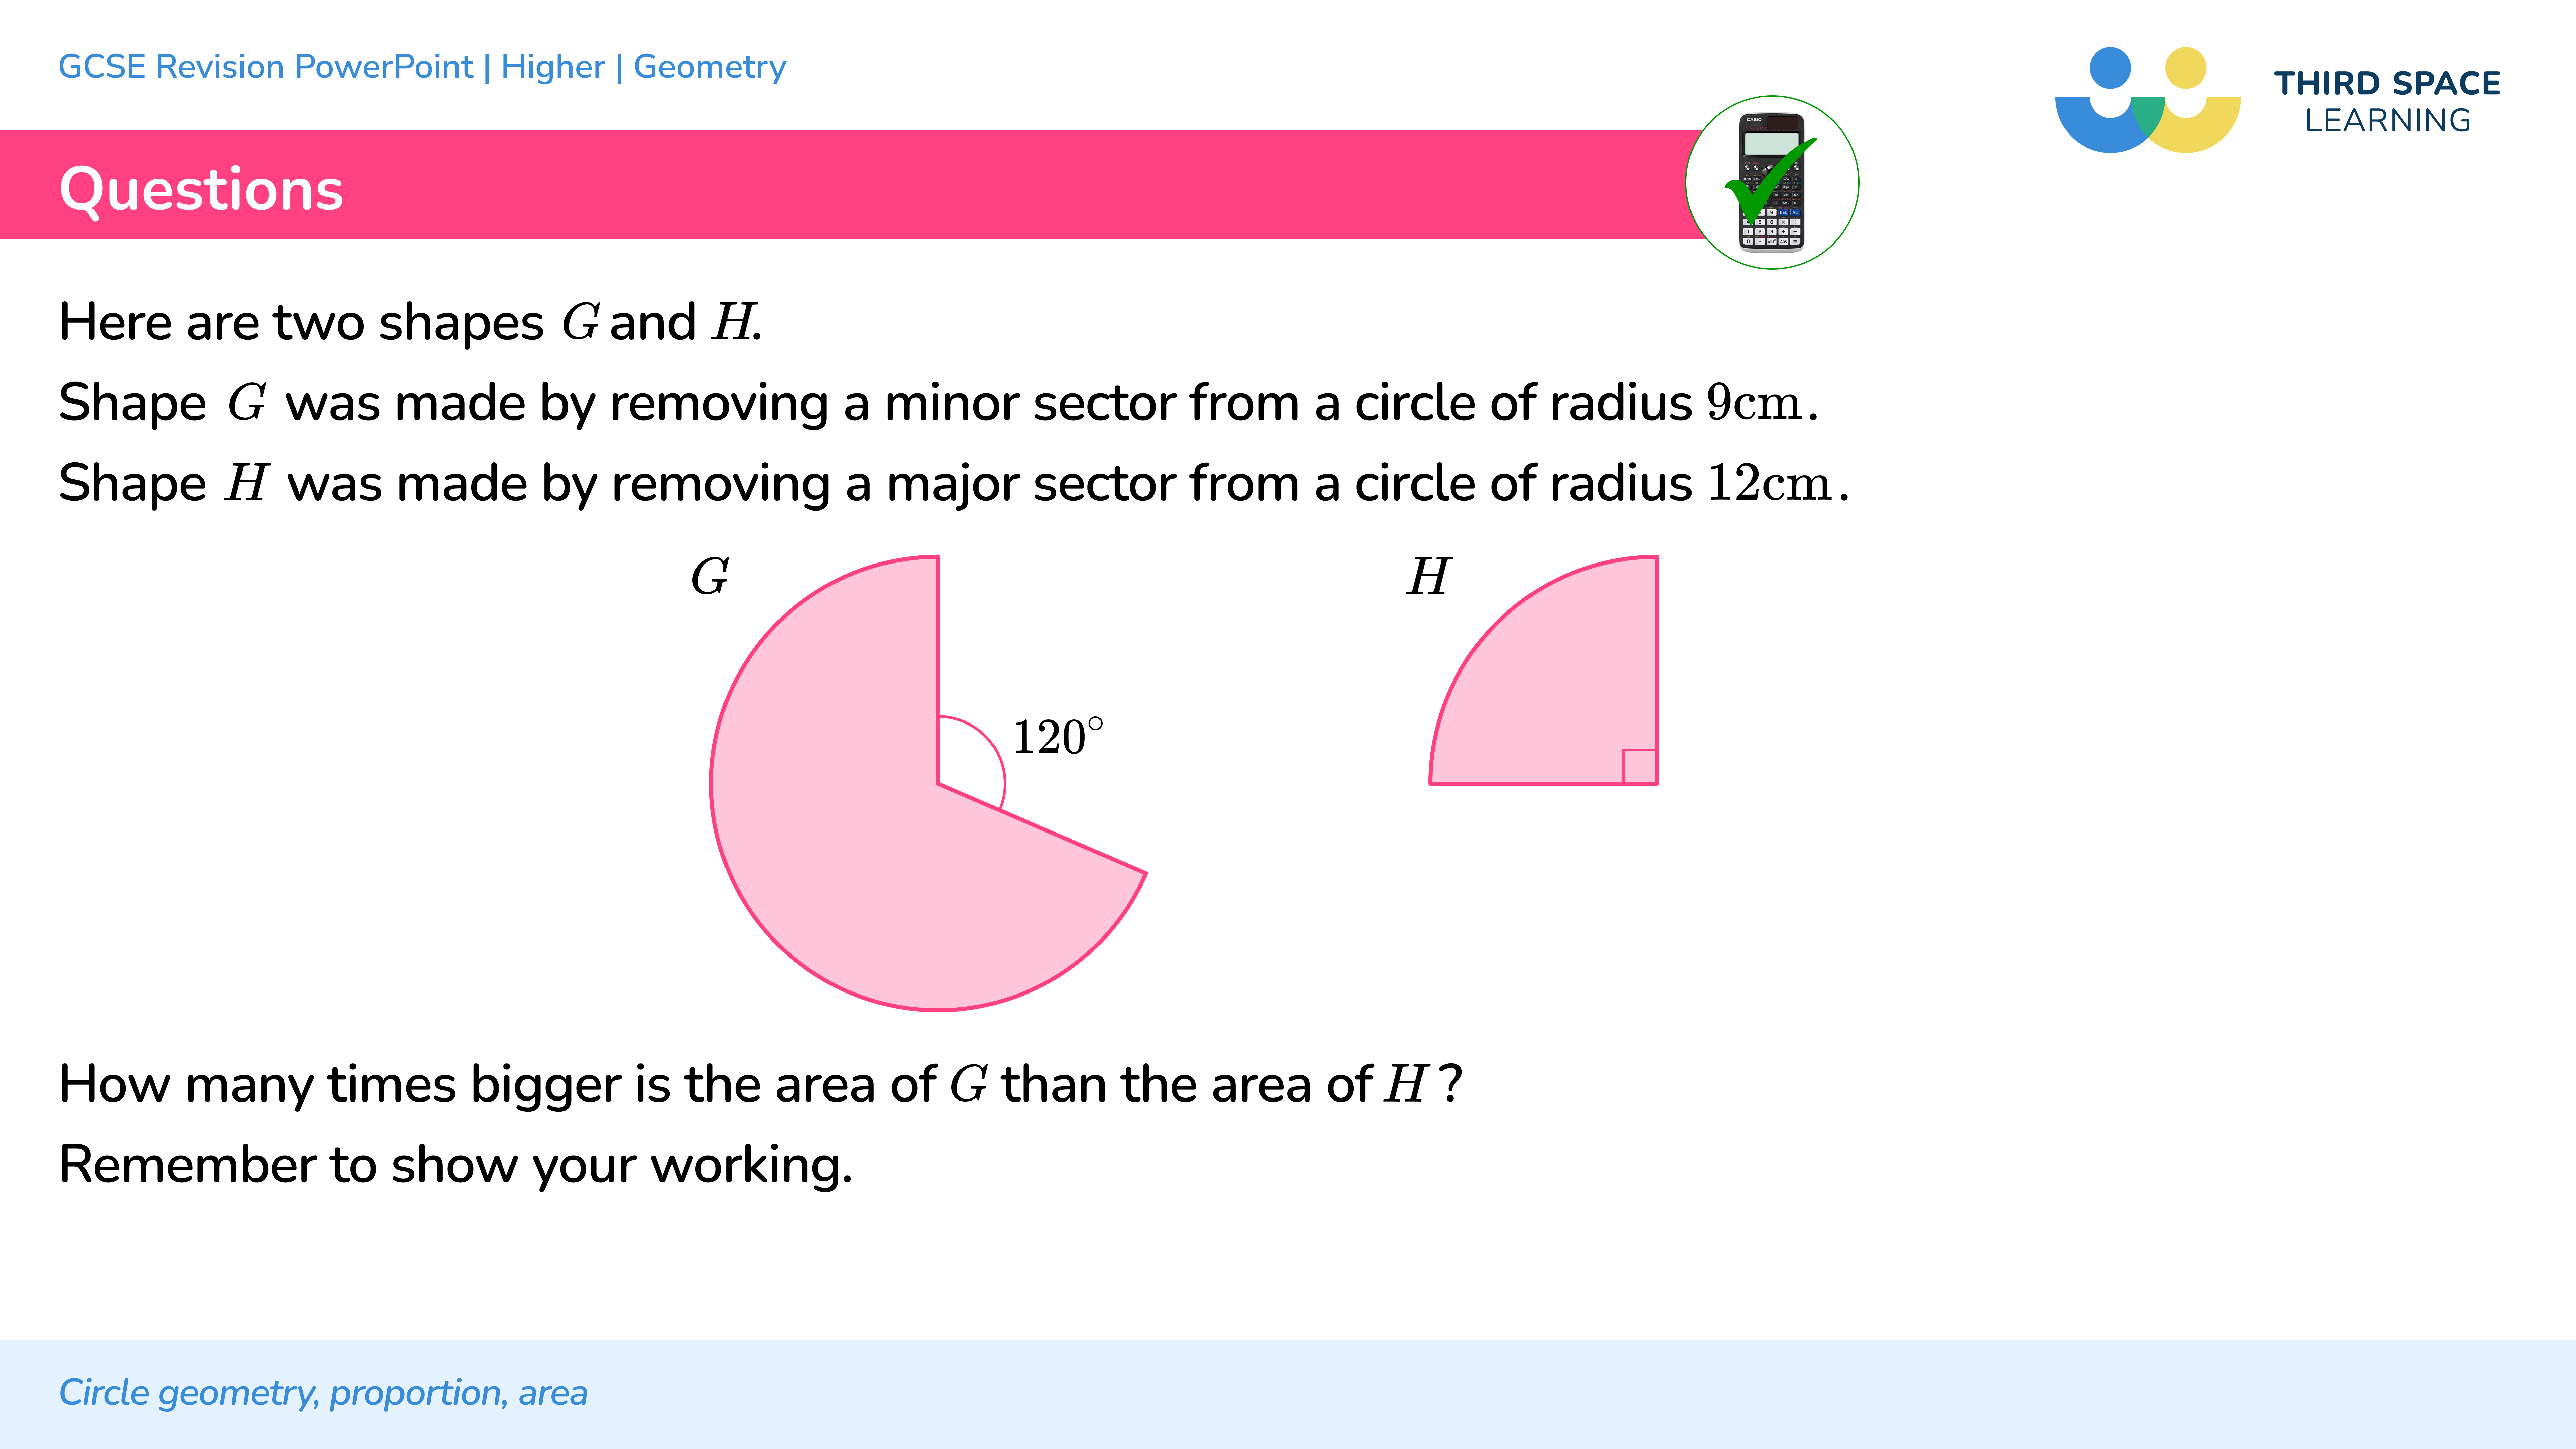 GCSE Revision PowerPoint | Higher | Geometry
THIRD SPACE
LEARNING
Questions
CASIO
Here are two shapes G and H.
Shape G was made by removing a minor sector from a circle of radius 9cm.
Shape H was made by removing a major sector from a circle of radius 12cm.
G
H
120°
How many times bigger is the area of G than the area of H?
Remember to show your working.
Circle geometry, proportion, area